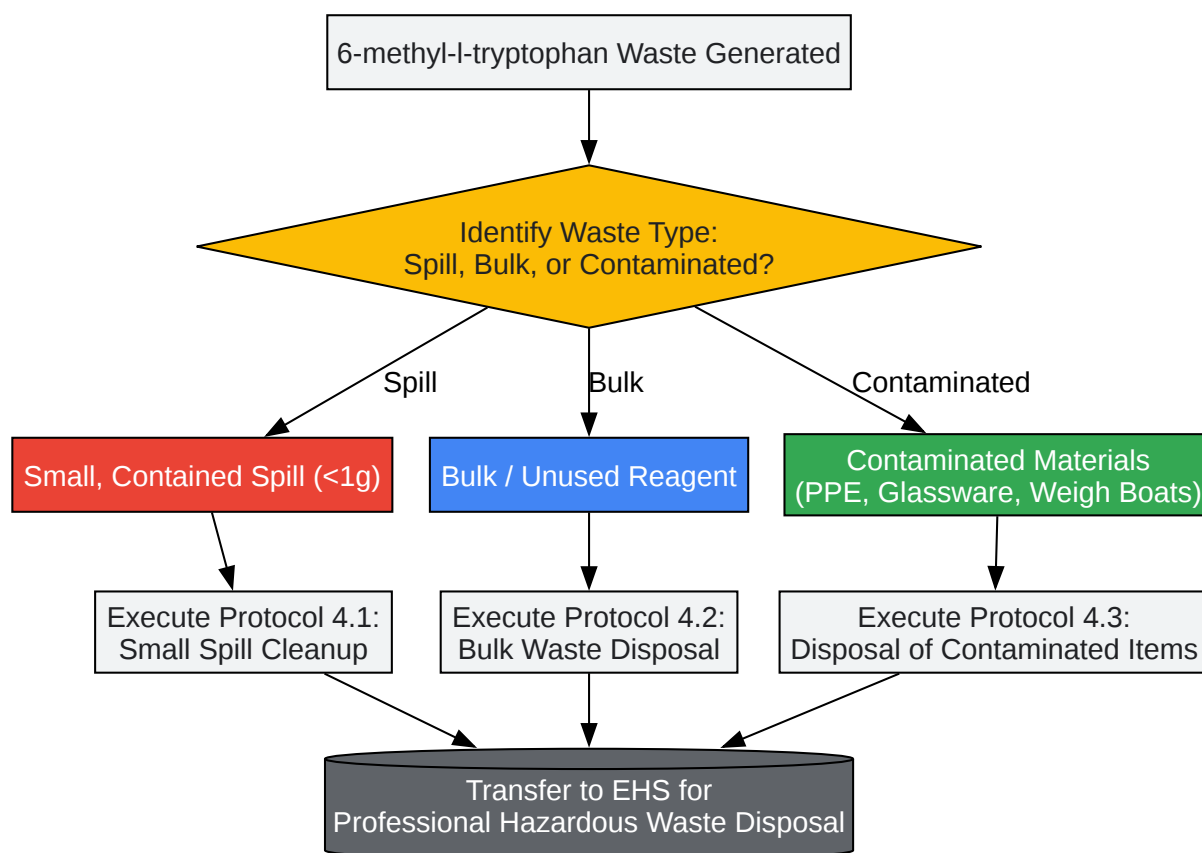 6-methyl-l-tryptophan Waste Generated
Identify Waste Type:
Spill, Bulk, or Contaminated?
Spill
Bulk
Contaminated
Small, Contained Spill (<1g)
Bulk / Unused Reagent
Contaminated Materials
(PPE, Glassware, Weigh Boats)
Execute Protocol 4.1:
Small Spill Cleanup
Execute Protocol 4.2:
Bulk Waste Disposal
Execute Protocol 4.3:
Disposal of Contaminated Items
Transfer to EHS for
Professional Hazardous Waste Disposal